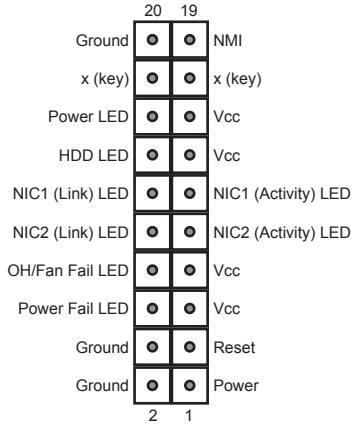 20 19
Ground NMI
x (key) x (key)
Power LED Vcc
HDD LED Vcc
NIC1 (Link) LED NIC1 (Activity) LED
NIC2 (Link) LED NIC2 (Activity) LED
OH/Fan Fail LED Vcc
Power Fail LED Vcc
Ground Reset
Ground Power
2 1